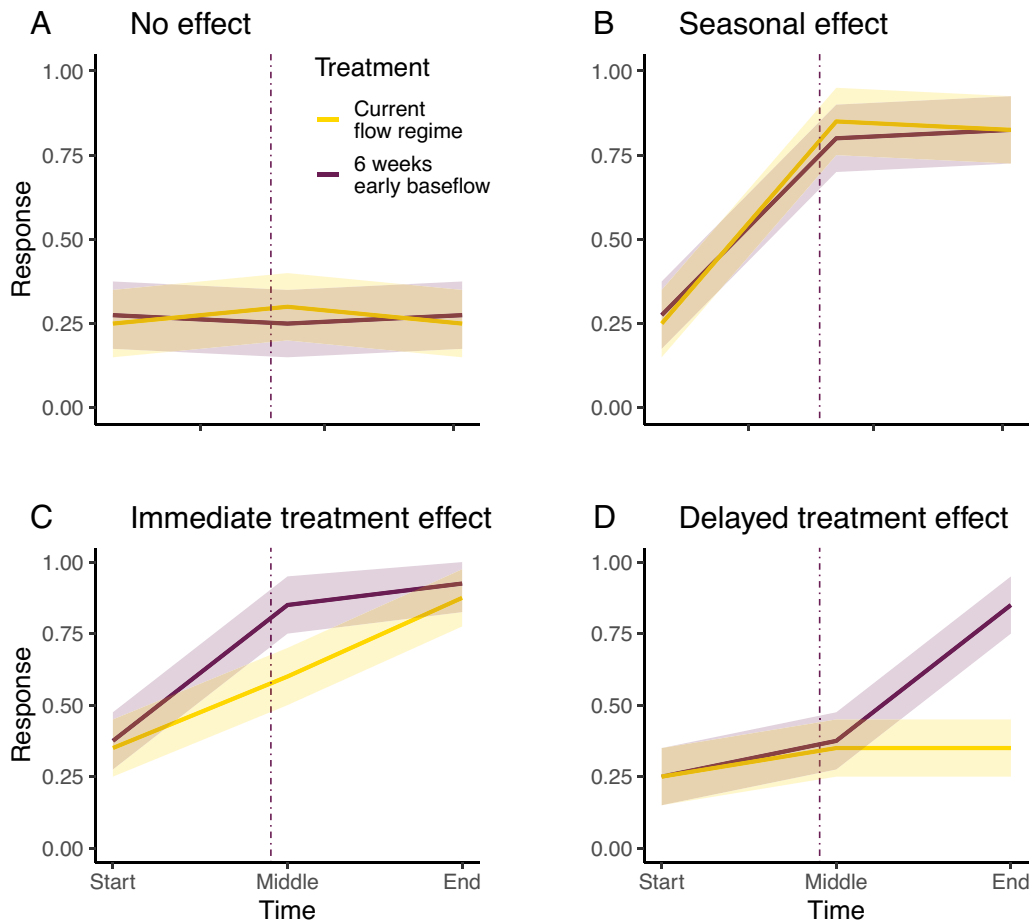 A No effect
Treatment
Current
flow regime
6 weeks
early baseflow
Response
1.00
0.75
0.50
0.25
0.00
B Seasonal effect
1.00
0.75
0.50
0.25
0.00
C Immediate treatment effect
Response
1.00
0.75
0.50
0.25
0.00
Start Middle End
Time
D Delayed treatment effect
1.00
0.75
0.50
0.25
0.00
Start Middle End
Time